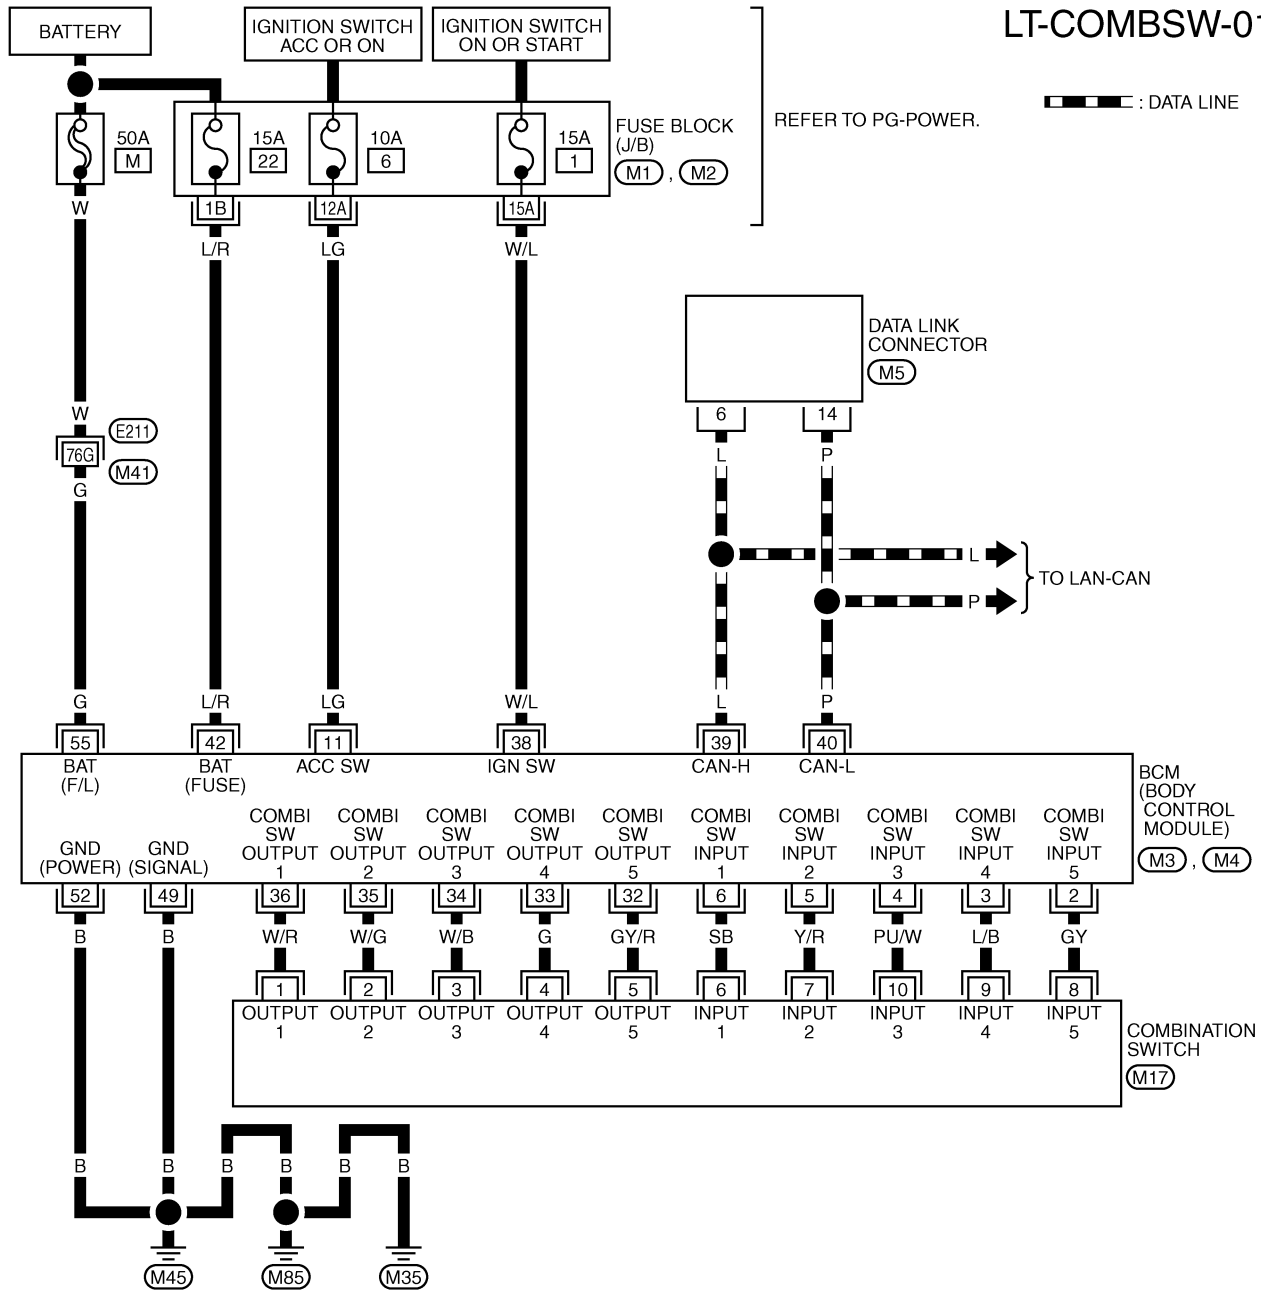 LT-COMBSW-01
BATTERY
IGNITION SWITCH
ACC OR ON
IGNITION SWITCH
ON OR START
: DATA LINE
REFER TO PG-POWER.
50A
M
15A
22
10A
6
15A
1
FUSE BLOCK
(J/B)
M1 , M2
1B 12A 15A
W L/R LG W/L
DATA LINK
CONNECTOR
M5
6 14
L P
W
E211
76G
M41
G
L
P
TO LAN-CAN
G L/R LG W/L L P
55 42 11 38 39 40
BAT
(F/L)
BAT
(FUSE)
ACC SW
IGN SW
CAN-H
CAN-L
BCM
(BODY
CONTROL
MODULE)
M3 , M4
GND
(POWER)
GND
(SIGNAL)
COMBI
SW
OUTPUT
1
COMBI
SW
OUTPUT
2
COMBI
SW
OUTPUT
3
COMBI
SW
OUTPUT
4
COMBI
SW
OUTPUT
5
COMBI
SW
INPUT
1
COMBI
SW
INPUT
2
COMBI
SW
INPUT
3
COMBI
SW
INPUT
4
COMBI
SW
INPUT
5
52 49 36 35 34 33 32 6 5 4 3 2
B B W/R W/G W/B G GY/R SB Y/R PU/W L/B GY
1 2 3 4 5 6 7 10 9 8
OUTPUT
1
OUTPUT
2
OUTPUT
3
OUTPUT
4
OUTPUT
5
INPUT
1
INPUT
2
INPUT
3
INPUT
4
INPUT
5
COMBINATION
SWITCH
M17
B B B B B B
M45 M85 M35